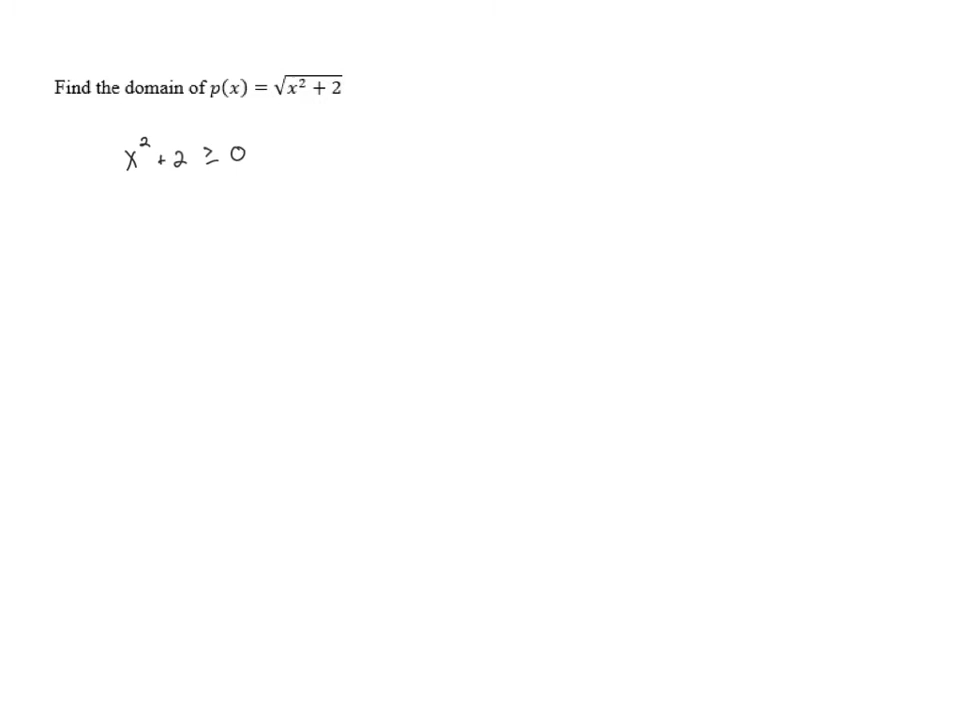 Find the domain of p(x) = √x² + 2
x² + 2 ≥ 0